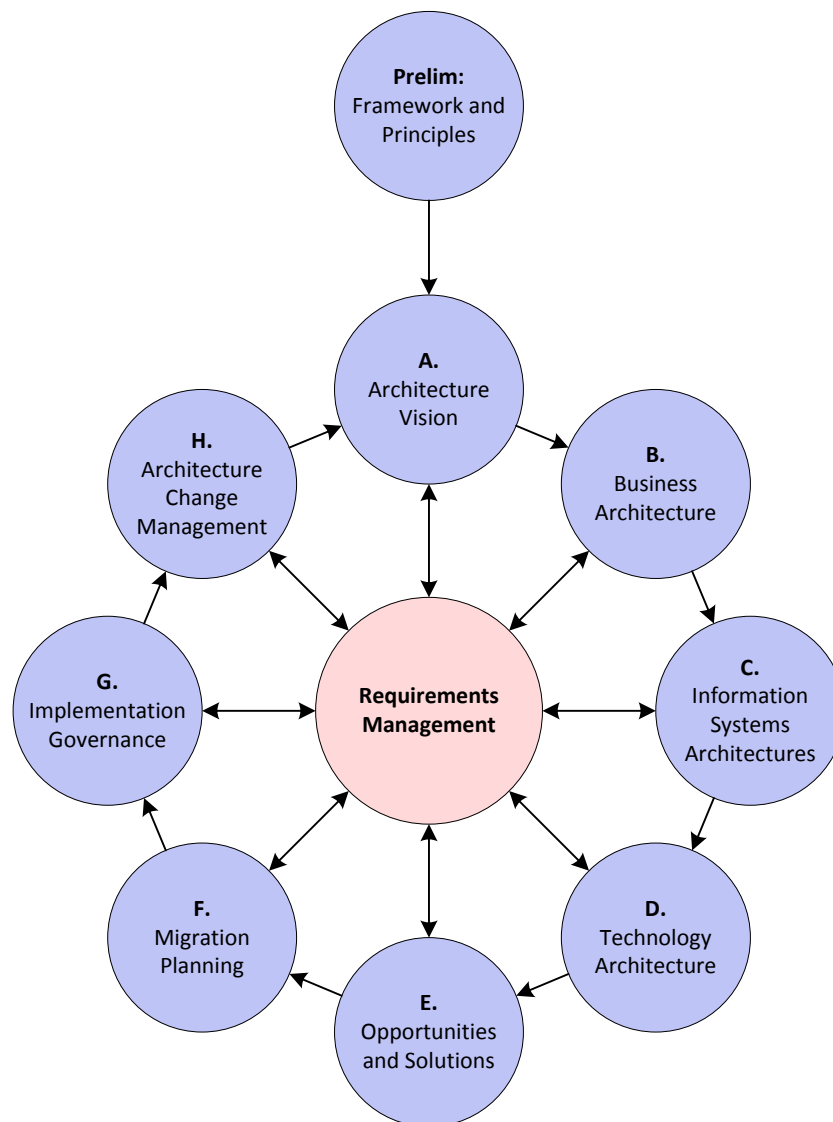 Prelim:
Framework and
Principles
A.
Architecture
Vision
B.
Business
Architecture
C.
Information
Systems
Architectures
D.
Technology
Architecture
E.
Opportunities
and Solutions
F.
Migration
Planning
G.
Implementation
Governance
H.
Architecture
Change
Management
Requirements
Management